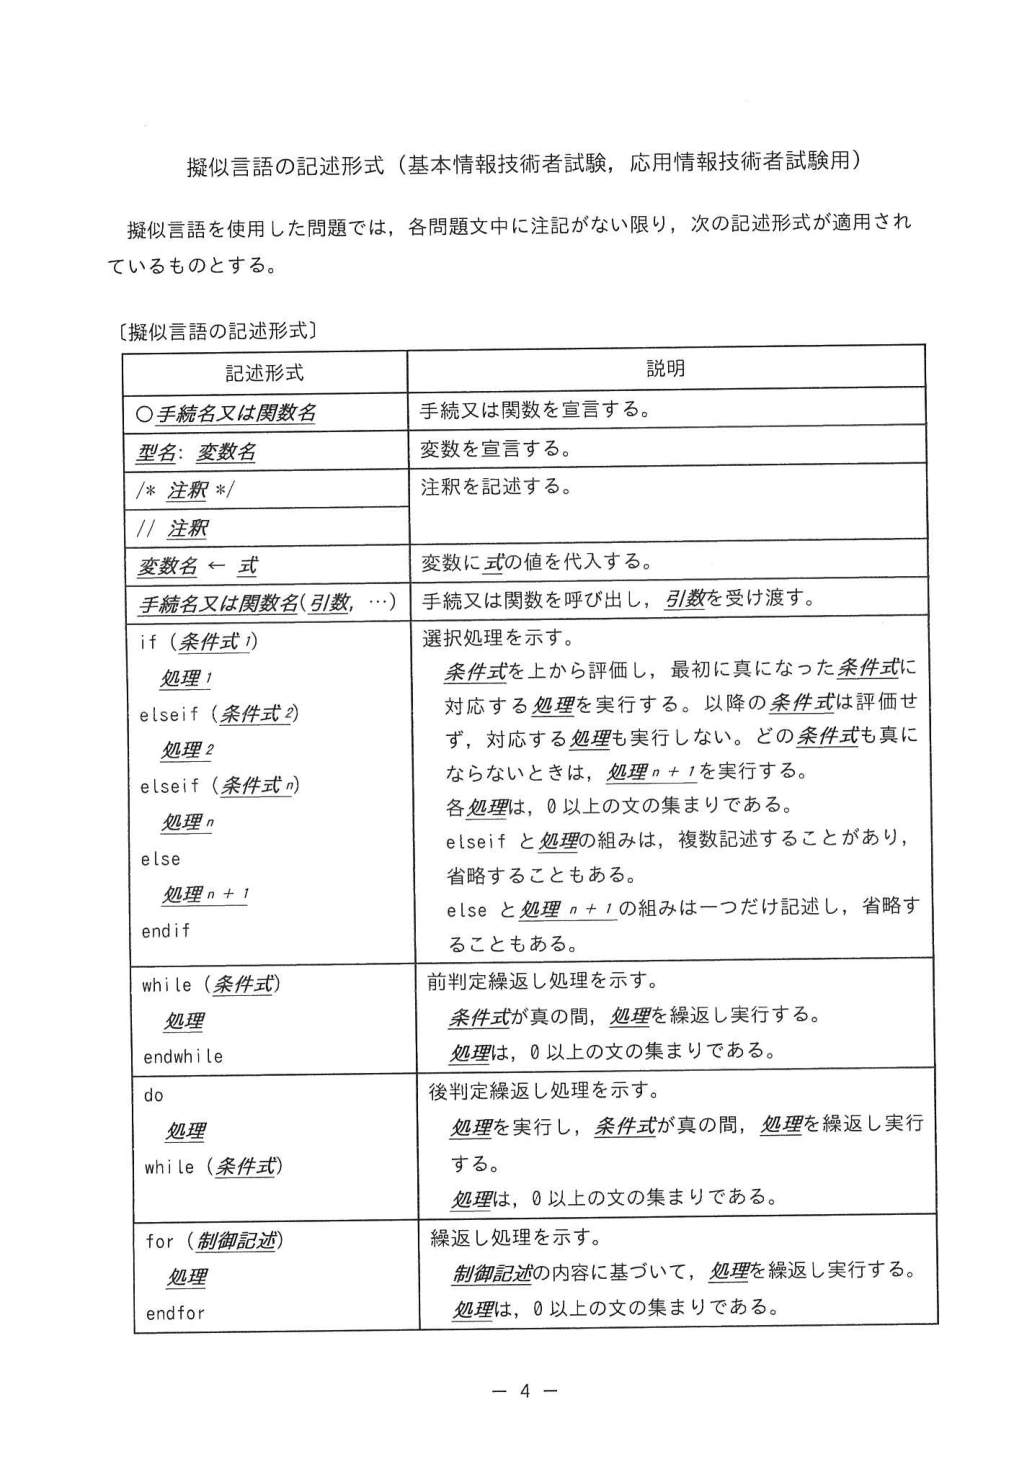 擬似言語の記述形式（基本情報技術者試験，応用情報技術者試験用）
擬似言語を使用した問題では，各問題文中に注記がない限り，次の記述形式が適用され
ているものとする。
〔擬似言語の記述形式〕
記述形式 説明
○手続名又は関数名 手続又は関数を宣言する。
型名: 変数名 変数を宣言する。
/* 注釈 */ 注釈を記述する。
// 注釈
変数名 ← 式 変数に式の値を代入する。
手続名又は関数名(引数, …) 手続又は関数を呼び出し，引数を受け渡す。
if (条件式1)
処理1
elseif (条件式2)
処理2
elseif (条件式n)
処理n
else
処理n + 1
endif
選択処理を示す。
条件式を上から評価し，最初に真になった条件式に
対応する処理を実行する。以降の条件式は評価せ
ず，対応する処理も実行しない。どの条件式も真に
ならないときは，処理n + 1を実行する。
各処理は，0 以上の文の集まりである。
elseif と処理の組みは，複数記述することがあり，
省略することもある。
else と処理 n + 1の組みは一つだけ記述し，省略す
ることもある。
while (条件式)
処理
endwhile
前判定繰返し処理を示す。
条件式が真の間，処理を繰返し実行する。
処理は，0 以上の文の集まりである。
do
処理
while (条件式)
後判定繰返し処理を示す。
処理を実行し，条件式が真の間，処理を繰返し実行
する。
処理は，0 以上の文の集まりである。
for (制御記述)
処理
endfor
繰返し処理を示す。
制御記述の内容に基づいて，処理を繰返し実行する。
処理は，0 以上の文の集まりである。
－ 4 －